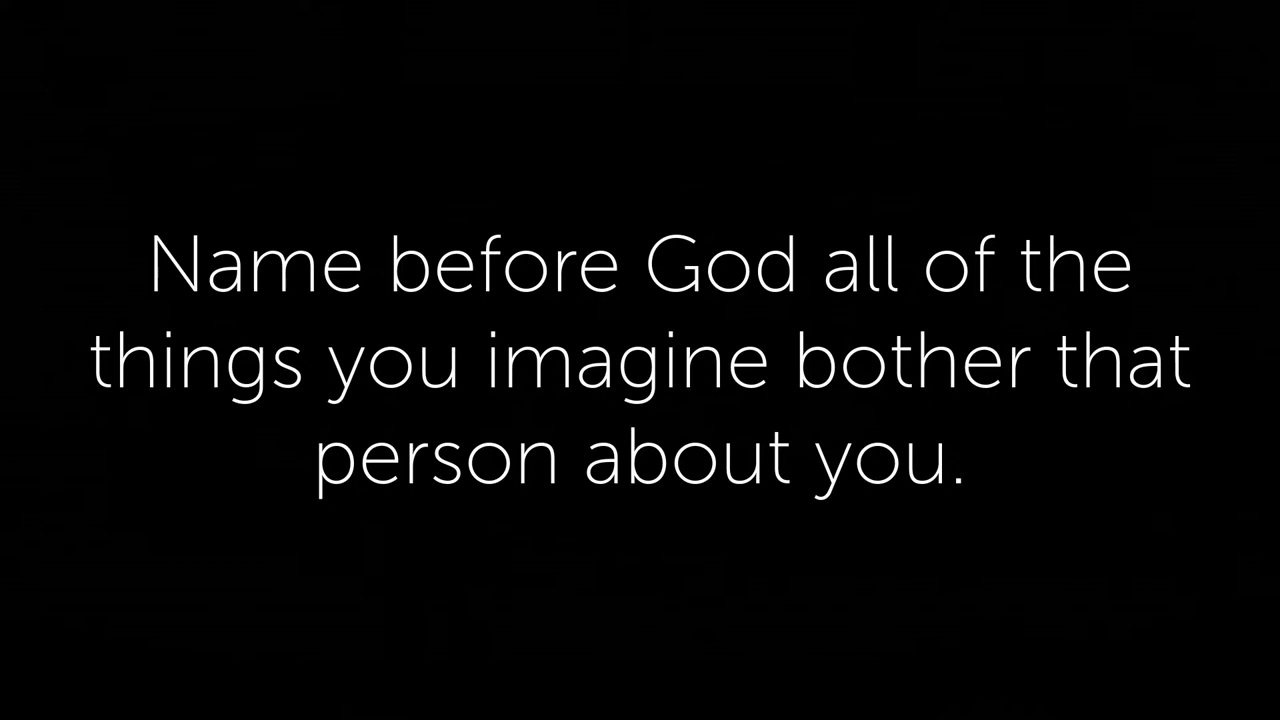 Name before God all of the
things you imagine bother that
person about you.